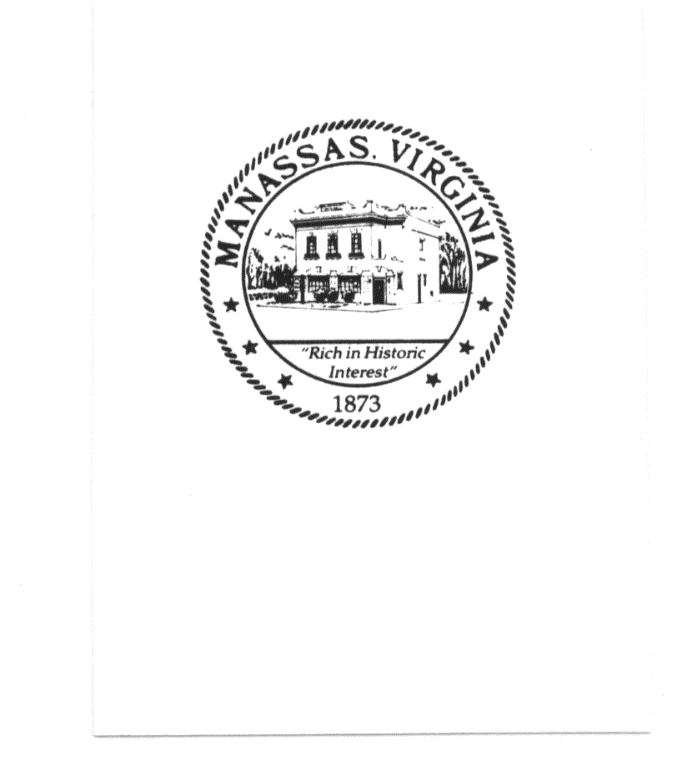 MANASSAS. VIRGINIA
"Rich in Historic
Interest"
1873